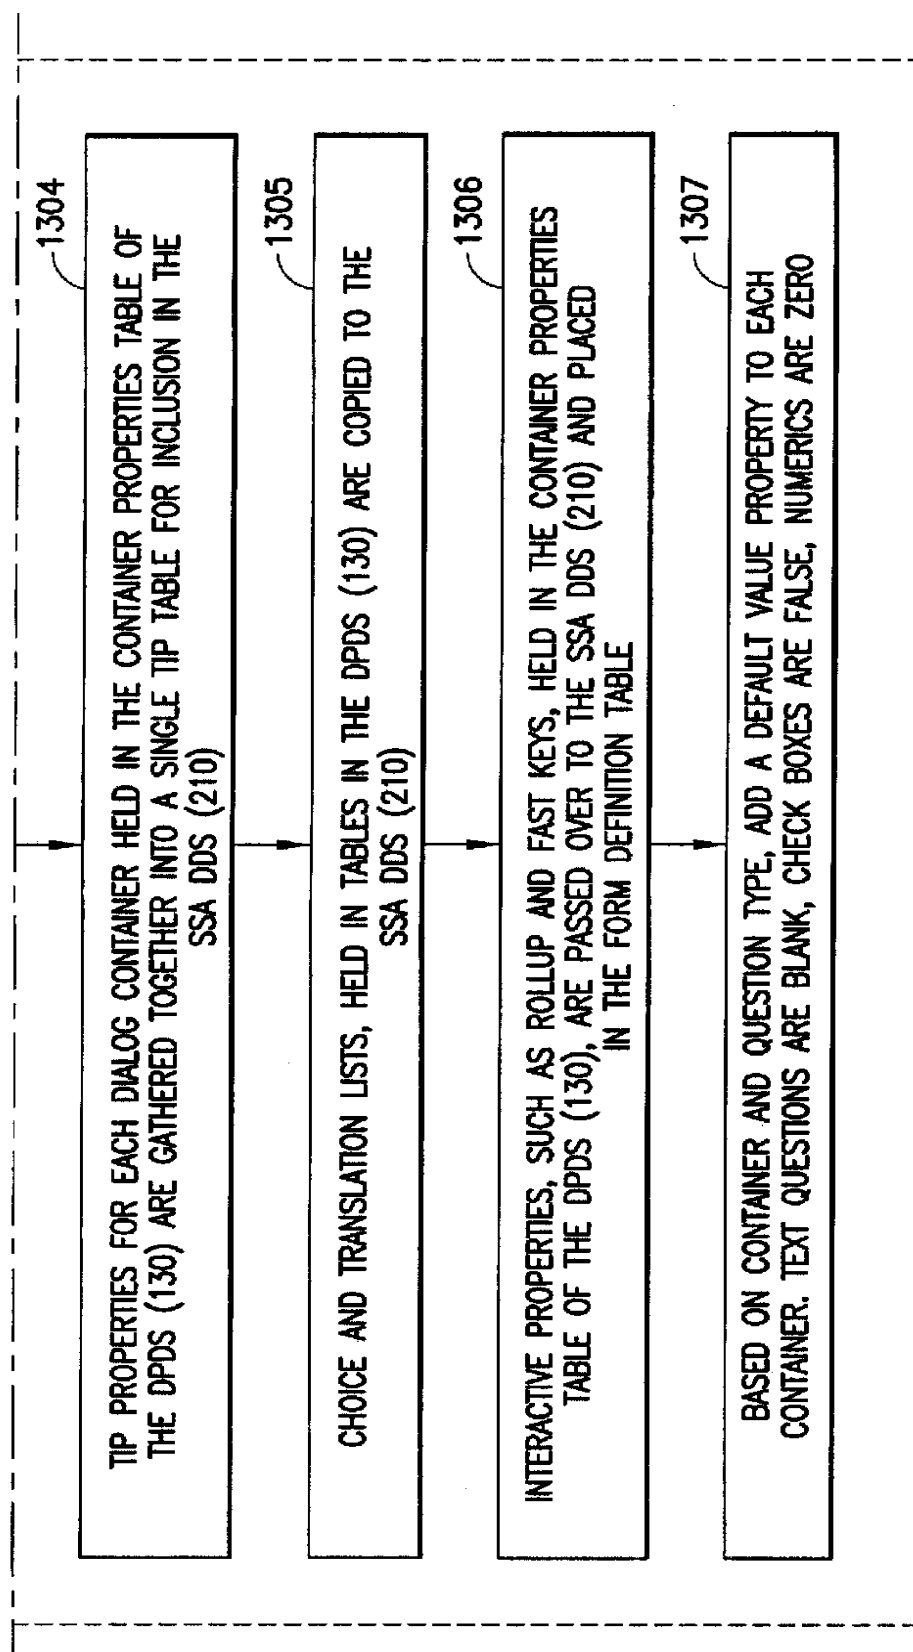 1304
TIP PROPERTIES FOR EACH DIALOG CONTAINER HELD IN THE CONTAINER PROPERTIES TABLE OF
THE DPDS (130) ARE GATHERED TOGETHER INTO A SINGLE TIP TABLE FOR INCLUSION IN THE
SSA DDS (210)
1305
CHOICE AND TRANSLATION LISTS, HELD IN TABLES IN THE DPDS (130) ARE COPIED TO THE
SSA DDS (210)
1306
INTERACTIVE PROPERTIES, SUCH AS ROLLUP AND FAST KEYS, HELD IN THE CONTAINER PROPERTIES
TABLE OF THE DPDS (130), ARE PASSED OVER TO THE SSA DDS (210) AND PLACED
IN THE FORM DEFINITION TABLE
1307
BASED ON CONTAINER AND QUESTION TYPE, ADD A DEFAULT VALUE PROPERTY TO EACH
CONTAINER. TEXT QUESTIONS ARE BLANK, CHECK BOXES ARE FALSE, NUMERICS ARE ZERO